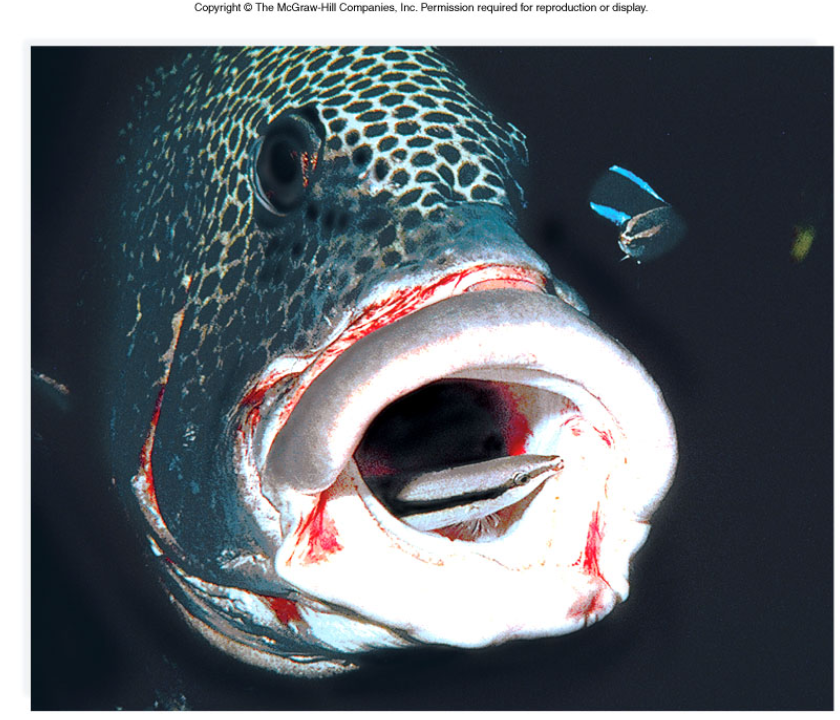 Copyright © The McGraw-Hill Companies, Inc. Permission required for reproduction or display.